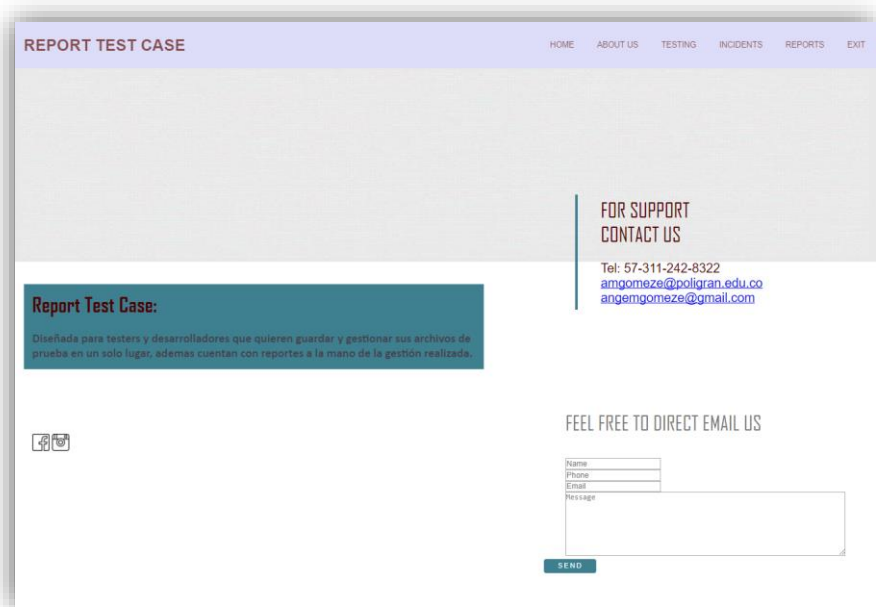 REPORT TEST CASE
HOME ABOUT US TESTING INCIDENTS REPORTS EXIT
FOR SUPPORT
CONTACT US
Tel: 57-311-242-8322
amgomeze@poligran.edu.co
angemgomeze@gmail.com
Report Test Case:
Diseñada para testers y desarrolladores que quieren guardar y gestionar sus archivos de
prueba en un solo lugar, ademas cuentan con reportes a la mano de la gestión realizada.
FEEL FREE TO DIRECT EMAIL US
Name
Phone
Email
Message
SEND